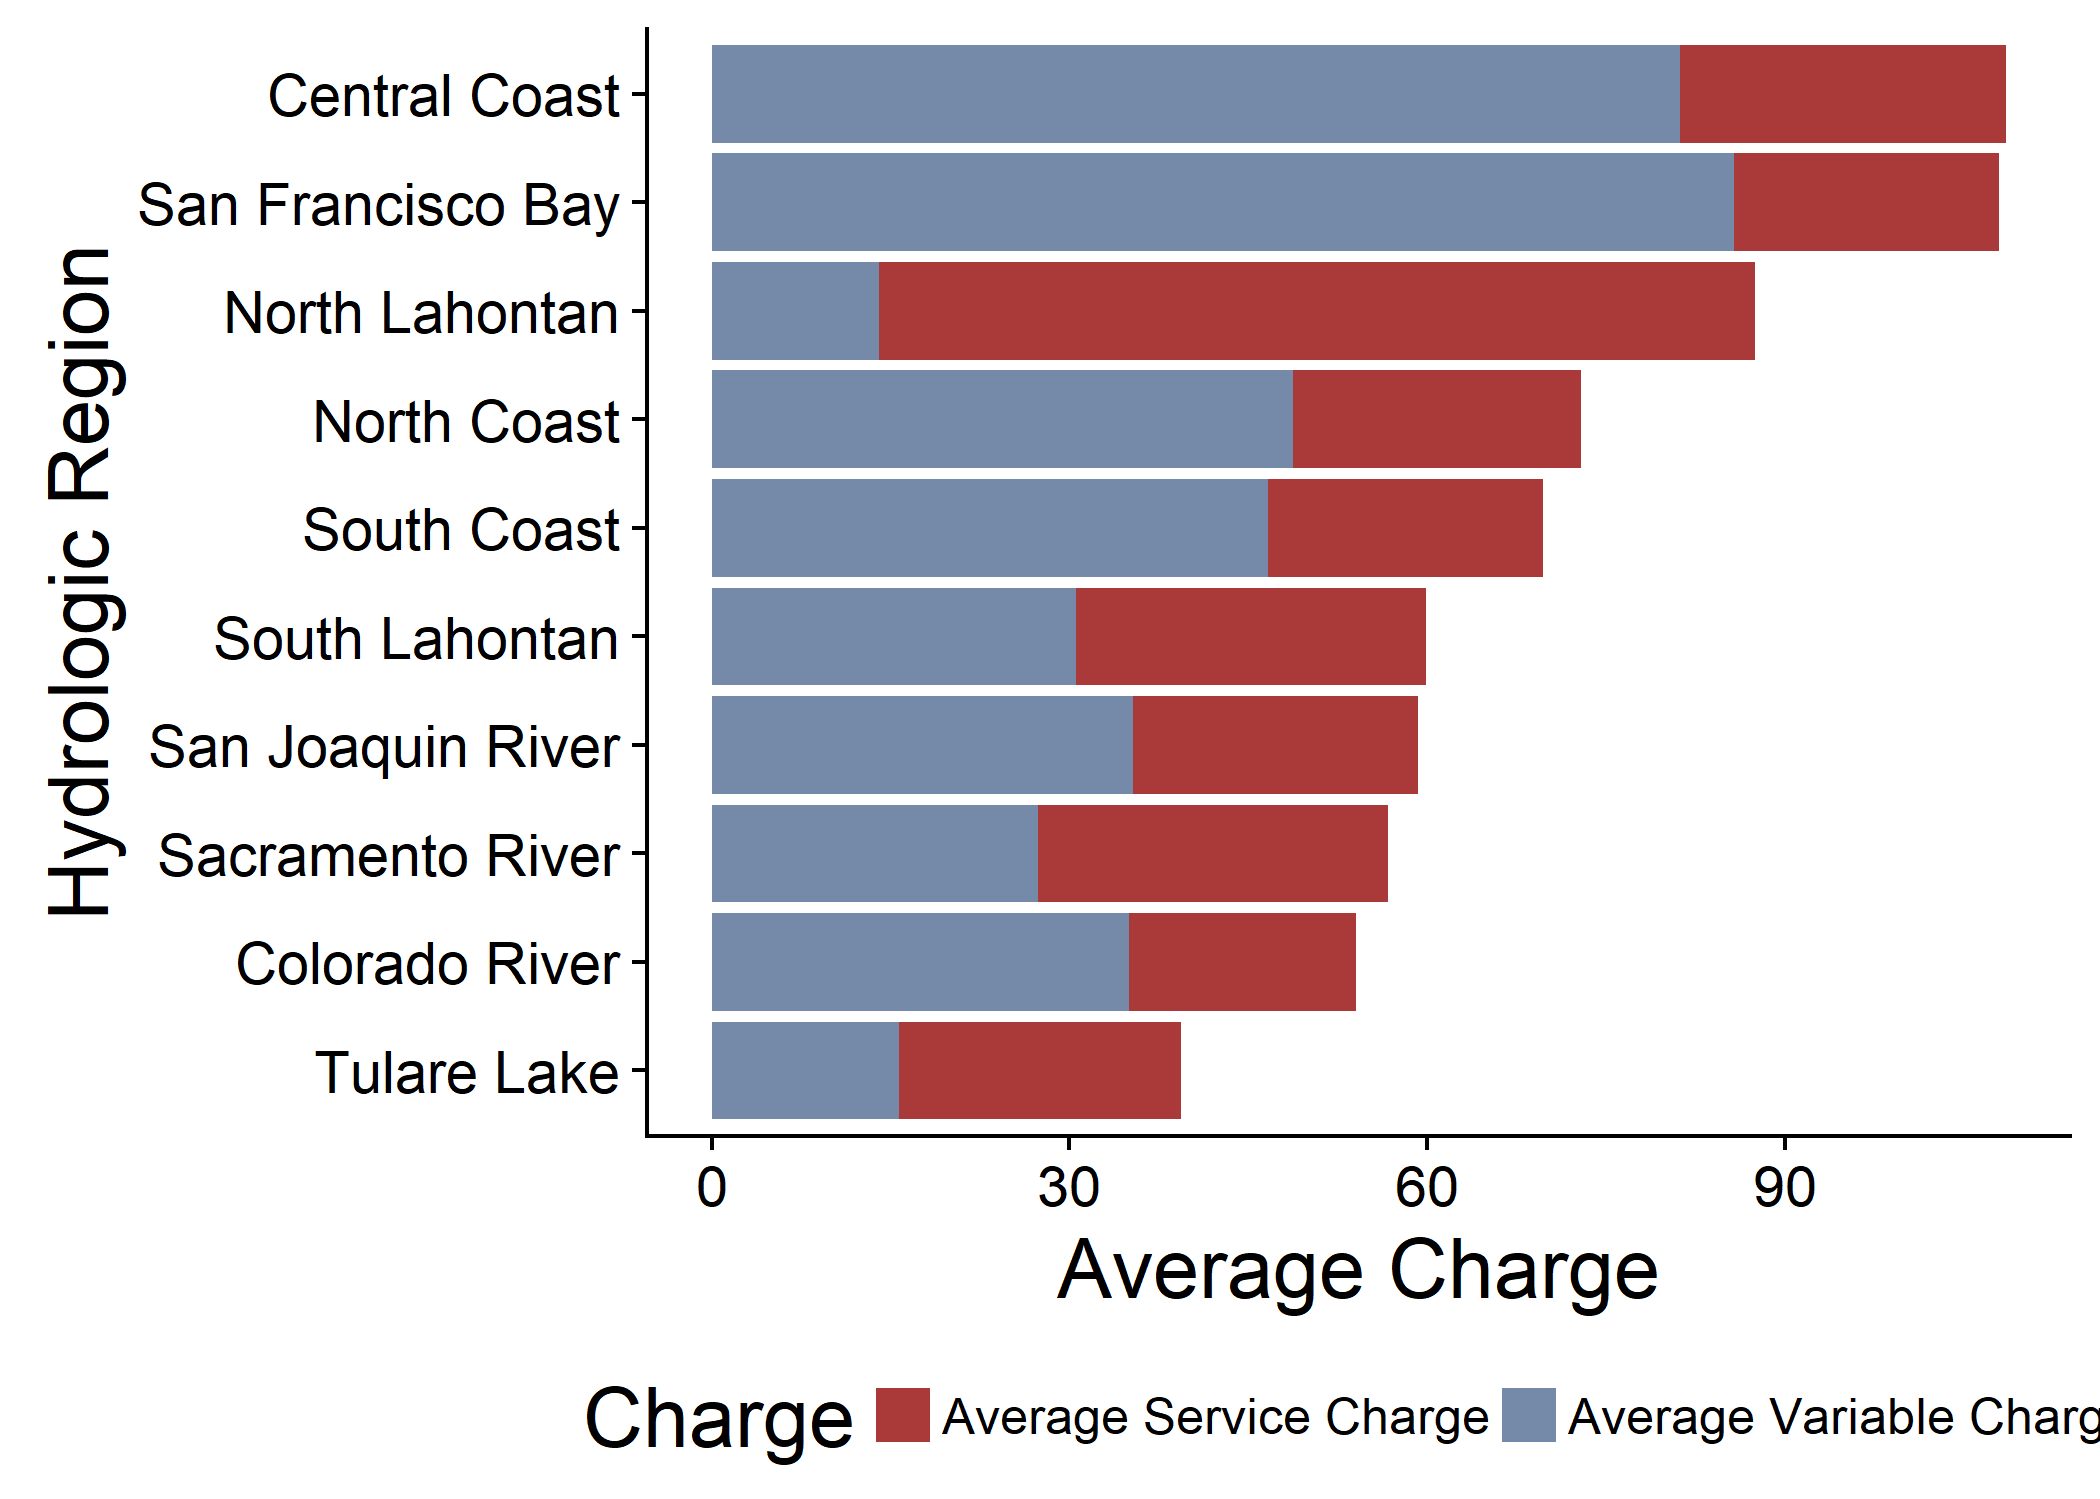 Central Coast
San Francisco Bay
North Lahontan
North Coast
South Coast
South Lahontan
San Joaquin River
Sacramento River
Colorado River
Tulare Lake
Hydrologic Region
0 30 60 90
Average Charge
Charge Average Service Charge Average Variable Charg